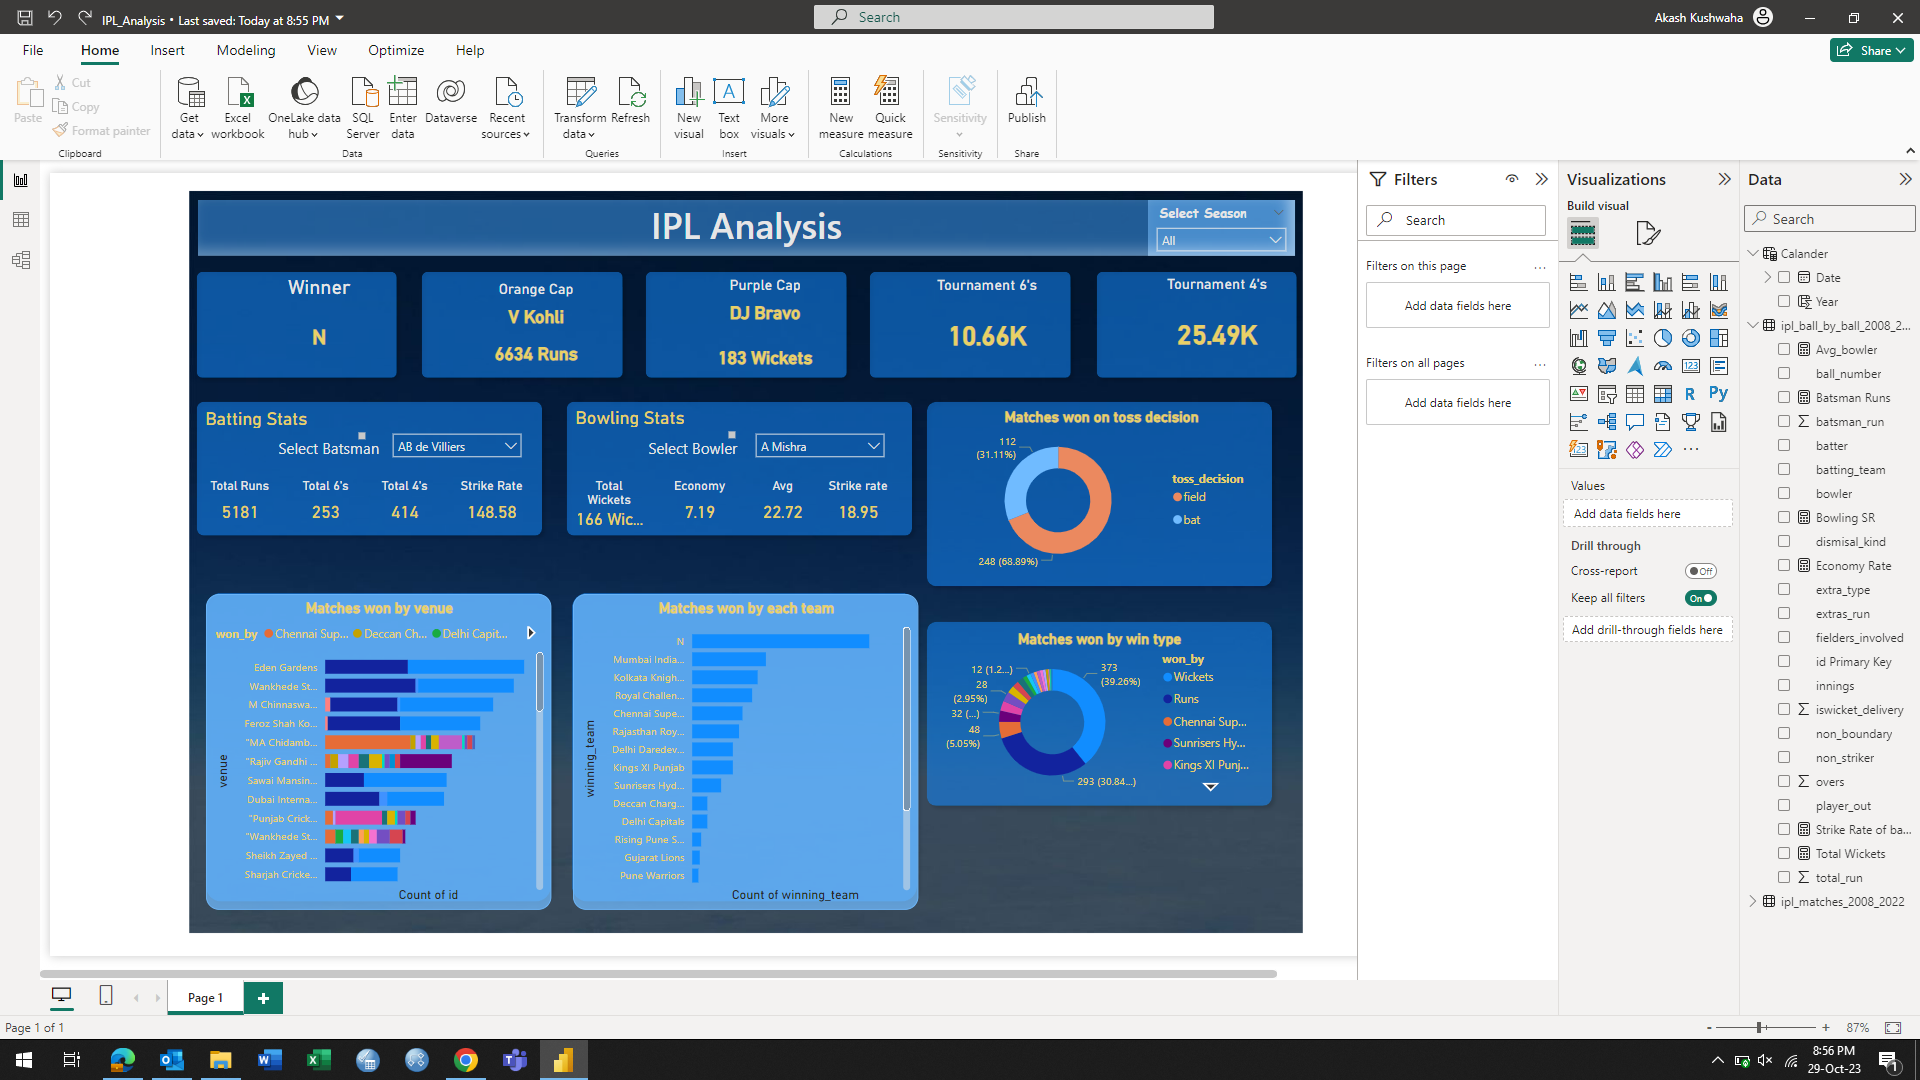 IPL_Analysis • Last saved: Today at 8:55 PM
Search
Akash Kushwaha
File
Home
Insert
Modeling
View
Optimize
Help
Share
Paste
Cut
Copy
Format painter
Get data
Excel workbook
OneLake data hub
SQL Server
Enter data
Dataverse
Recent sources
Transform data
Refresh
New visual
Text box
More visuals
New measure
Quick measure
Sensitivity
Publish
Clipboard
Data
Queries
Insert
Calculations
Sensitivity
Share
IPL Analysis
Select Season
All
Winner
N
Orange Cap
V Kohli
6634 Runs
Purple Cap
DJ Bravo
183 Wickets
Tournament 6's
10.66K
Tournament 4's
25.49K
Batting Stats
Select Batsman
AB de Villiers
Total Runs
Total 6's
Total 4's
Strike Rate
5181
253
414
148.58
Bowling Stats
Select Bowler
A Mishra
Total Wickets
Economy
Avg
Strike rate
166 Wic...
7.19
22.72
18.95
Matches won on toss decision
112
(31.11%)
248 (68.89%)
toss_decision
field
bat
Matches won by venue
won_by
Chennai Sup...
Deccan Ch...
Delhi Capit...
venue
Eden Gardens
Wankhede St...
M Chinnaswa...
Feroz Shah Ko...
"MA Chidamb...
"Rajiv Gandhi ...
Sawai Mansin...
Dubai Interna...
"Punjab Crick...
"Wankhede St...
Sheikh Zayed ...
Sharjah Cricke...
Count of id
Matches won by each team
winning_team
N
Mumbai India...
Kolkata Knigh...
Royal Challen...
Chennai Supe...
Rajasthan Roy...
Delhi Daredev...
Kings XI Punjab
Sunrisers Hyd...
Deccan Charg...
Delhi Capitals
Rising Pune S...
Gujarat Lions
Pune Warriors
Count of winning_team
Matches won by win type
12 (1.2...)
28
(2.95%)
32 (...)
48
(5.05%)
373
(39.26%)
293 (30.84...)
won_by
Wickets
Runs
Chennai Sup...
Sunrisers Hy...
Kings XI Punj...
Filters
Search
Filters on this page
...
Add data fields here
Filters on all pages
...
Add data fields here
Visualizations
Build visual
123
R
Py
123
...
Values
Add data fields here
Drill through
Cross-report
Off
Keep all filters
On
Add drill-through fields here
Data
Search
Calander
Date
Year
ipl_ball_by_ball_2008_2...
Avg_bowler
ball_number
Batsman Runs
batsman_run
batter
batting_team
bowler
Bowling SR
dismisal_kind
Economy Rate
extra_type
extras_run
fielders_involved
id Primary Key
innings
iswicket_delivery
non_boundary
non_striker
overs
player_out
Strike Rate of ba...
Total Wickets
total_run
ipl_matches_2008_2022
Page 1
Page 1 of 1
- + 87%
8:56 PM
29-Oct-23
1